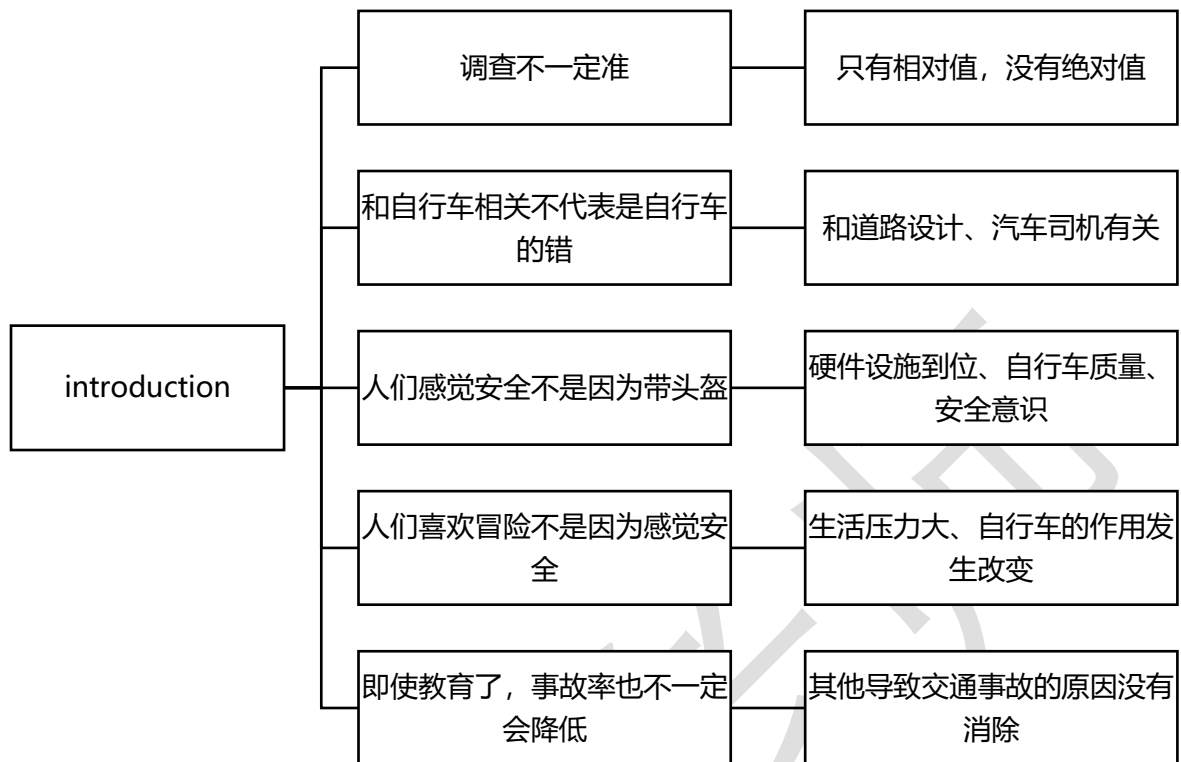 调查不一定准
只有相对值，没有绝对值
和自行车相关不代表是自行车
的错
和道路设计、汽车司机有关
introduction
人们感觉安全不是因为带头盔
硬件设施到位、自行车质量、
安全意识
人们喜欢冒险不是因为感觉安
全
生活压力大、自行车的作用发
生改变
即使教育了，事故率也不一定
会降低
其他导致交通事故的原因没有
消除